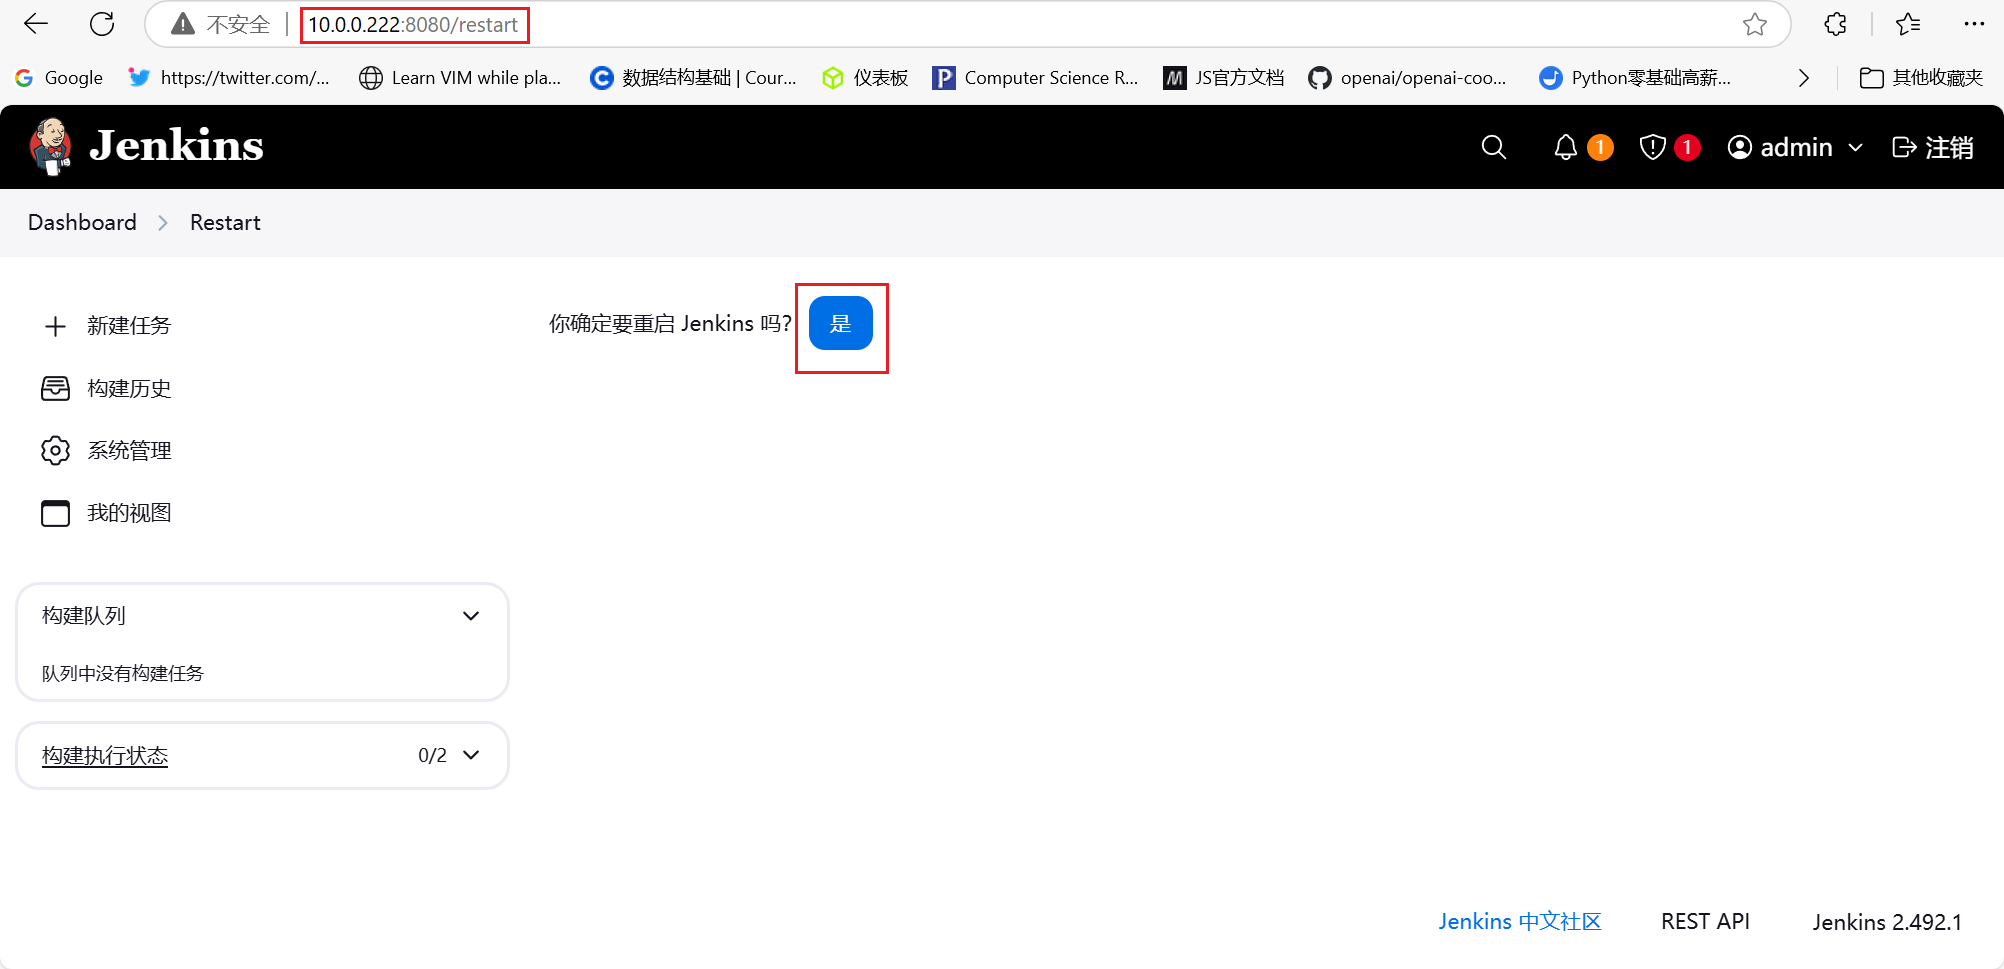 不安全 10.0.0.222:8080/restart
Google https://twitter.com/... Learn VIM while pla... 数据结构基础 | Cour... 仪表板 Computer Science R... JS官方文档 openai/openai-coo... Python零基础高薪... 其他收藏夹
Jenkins 1 1 admin 注销
Dashboard Restart
新建任务
你确定要重启 Jenkins 吗? 是
构建历史
系统管理
我的视图
构建队列
队列中没有构建任务
构建执行状态 0/2
Jenkins 中文社区 REST API Jenkins 2.492.1